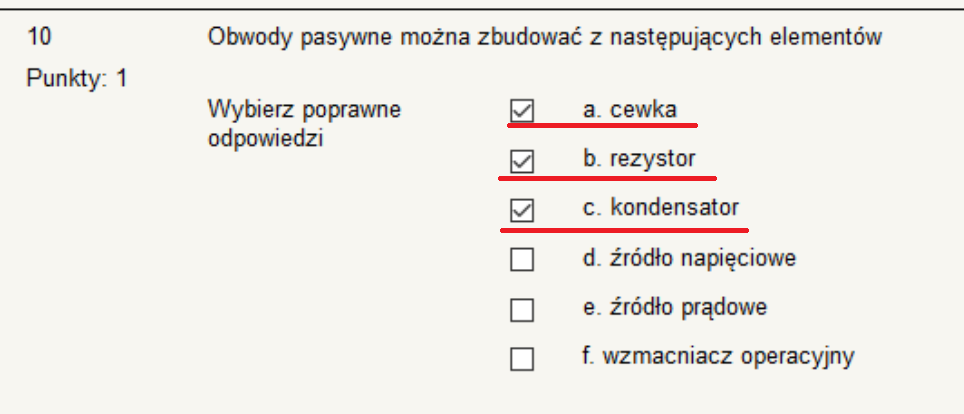 10 Obwody pasywne można zbudować z następujących elementów
Punkty: 1
Wybierz poprawne odpowiedzi
a. cewka
b. rezystor
c. kondensator
d. źródło napięciowe
e. źródło prądowe
f. wzmacniacz operacyjny